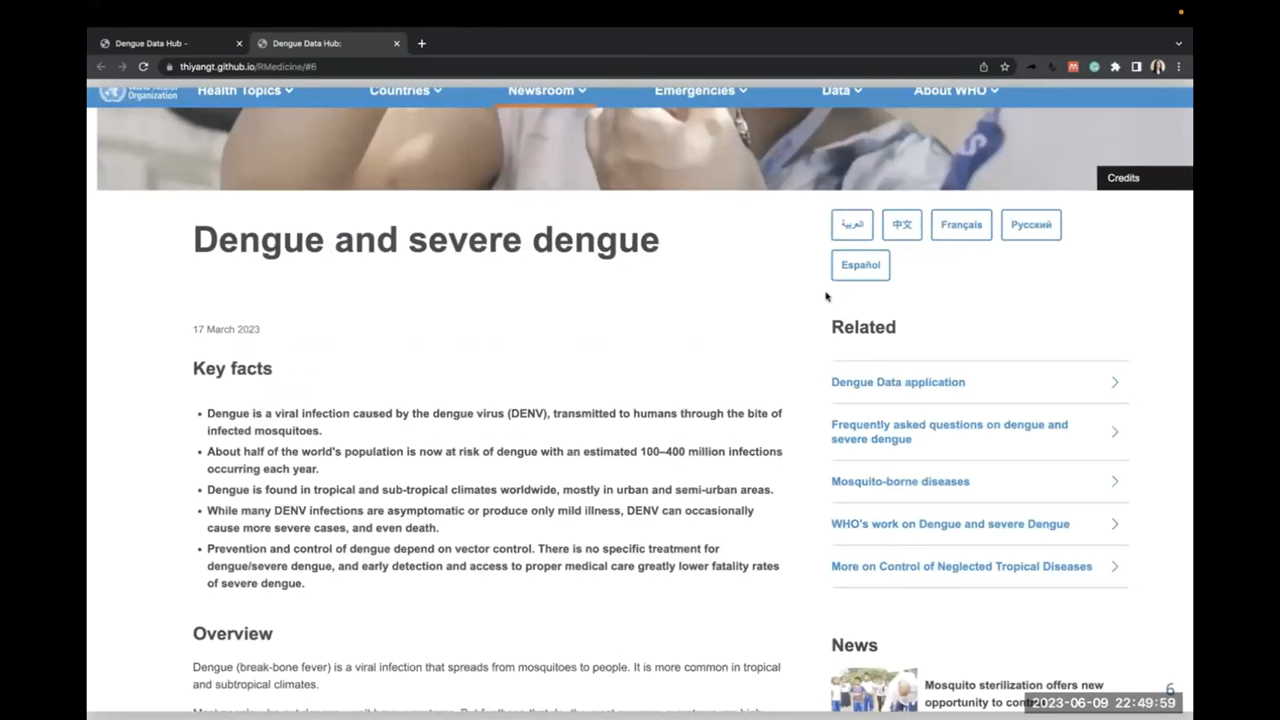 Dengue Data Hub -
Dengue Data Hub:
thiyangt.github.io/RMedicine/#6
Organization
Health Topics
Countries
Newsroom
Emergencies
Data
About WHO
Credits
Dengue and severe dengue
العربية
中文
Français
Русский
Español
17 March 2023
Key facts
• Dengue is a viral infection caused by the dengue virus (DENV), transmitted to humans through the bite of
infected mosquitoes.
• About half of the world's population is now at risk of dengue with an estimated 100–400 million infections
occurring each year.
• Dengue is found in tropical and sub-tropical climates worldwide, mostly in urban and semi-urban areas.
• While many DENV infections are asymptomatic or produce only mild illness, DENV can occasionally
cause more severe cases, and even death.
• Prevention and control of dengue depend on vector control. There is no specific treatment for
dengue/severe dengue, and early detection and access to proper medical care greatly lower fatality rates
of severe dengue.
Overview
Dengue (break-bone fever) is a viral infection that spreads from mosquitoes to people. It is more common in tropical
and subtropical climates.
Related
Dengue Data application
Frequently asked questions on dengue and
severe dengue
Mosquito-borne diseases
WHO's work on Dengue and severe Dengue
More on Control of Neglected Tropical Diseases
News
Mosquito sterilization offers new
opportunity to
6
2023-06-09 22:49:59